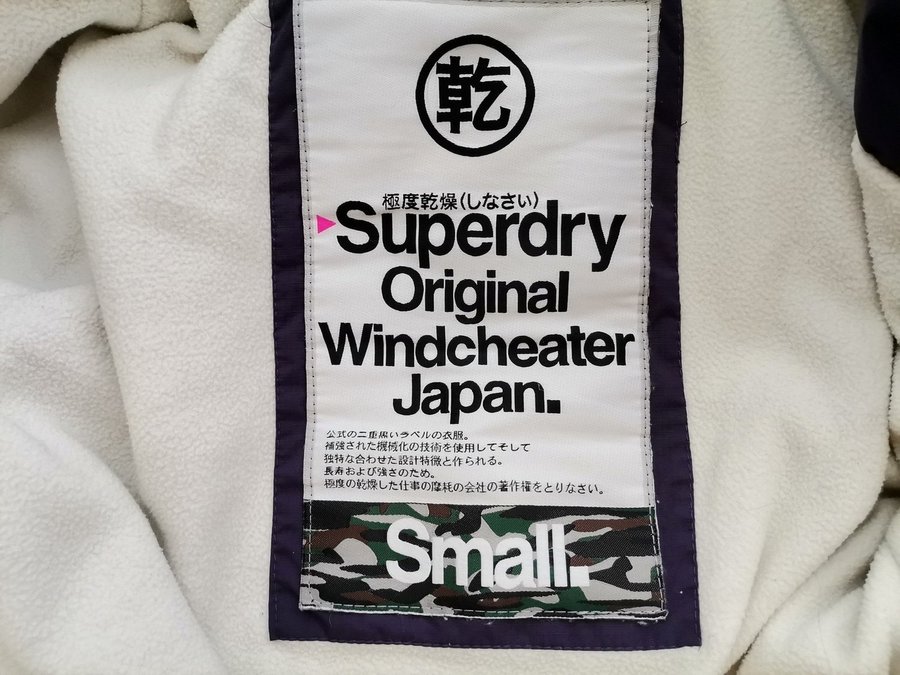 乾
極度乾燥(しなさい)
Superdry
Original
Windcheater
Japan.
公式の二重黒いラベルの衣服。
補強された機械化の技術を使用してそして
独特な合わせた設計特徴と作られる。
長寿および強さのため。
極度の乾燥した仕事の摩耗の会社の著作権をとりなさい。
Small.